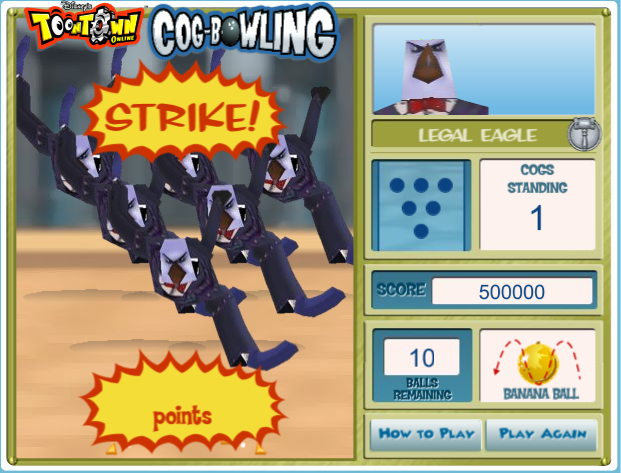 Disney's
TOONTOWN
ONLINE
COG-BOWLING
STRIKE!
points
LEGAL EAGLE
COGS
STANDING
1
SCORE
500000
10
BALLS
REMAINING
BANANA BALL
HOW TO PLAY
PLAY AGAIN